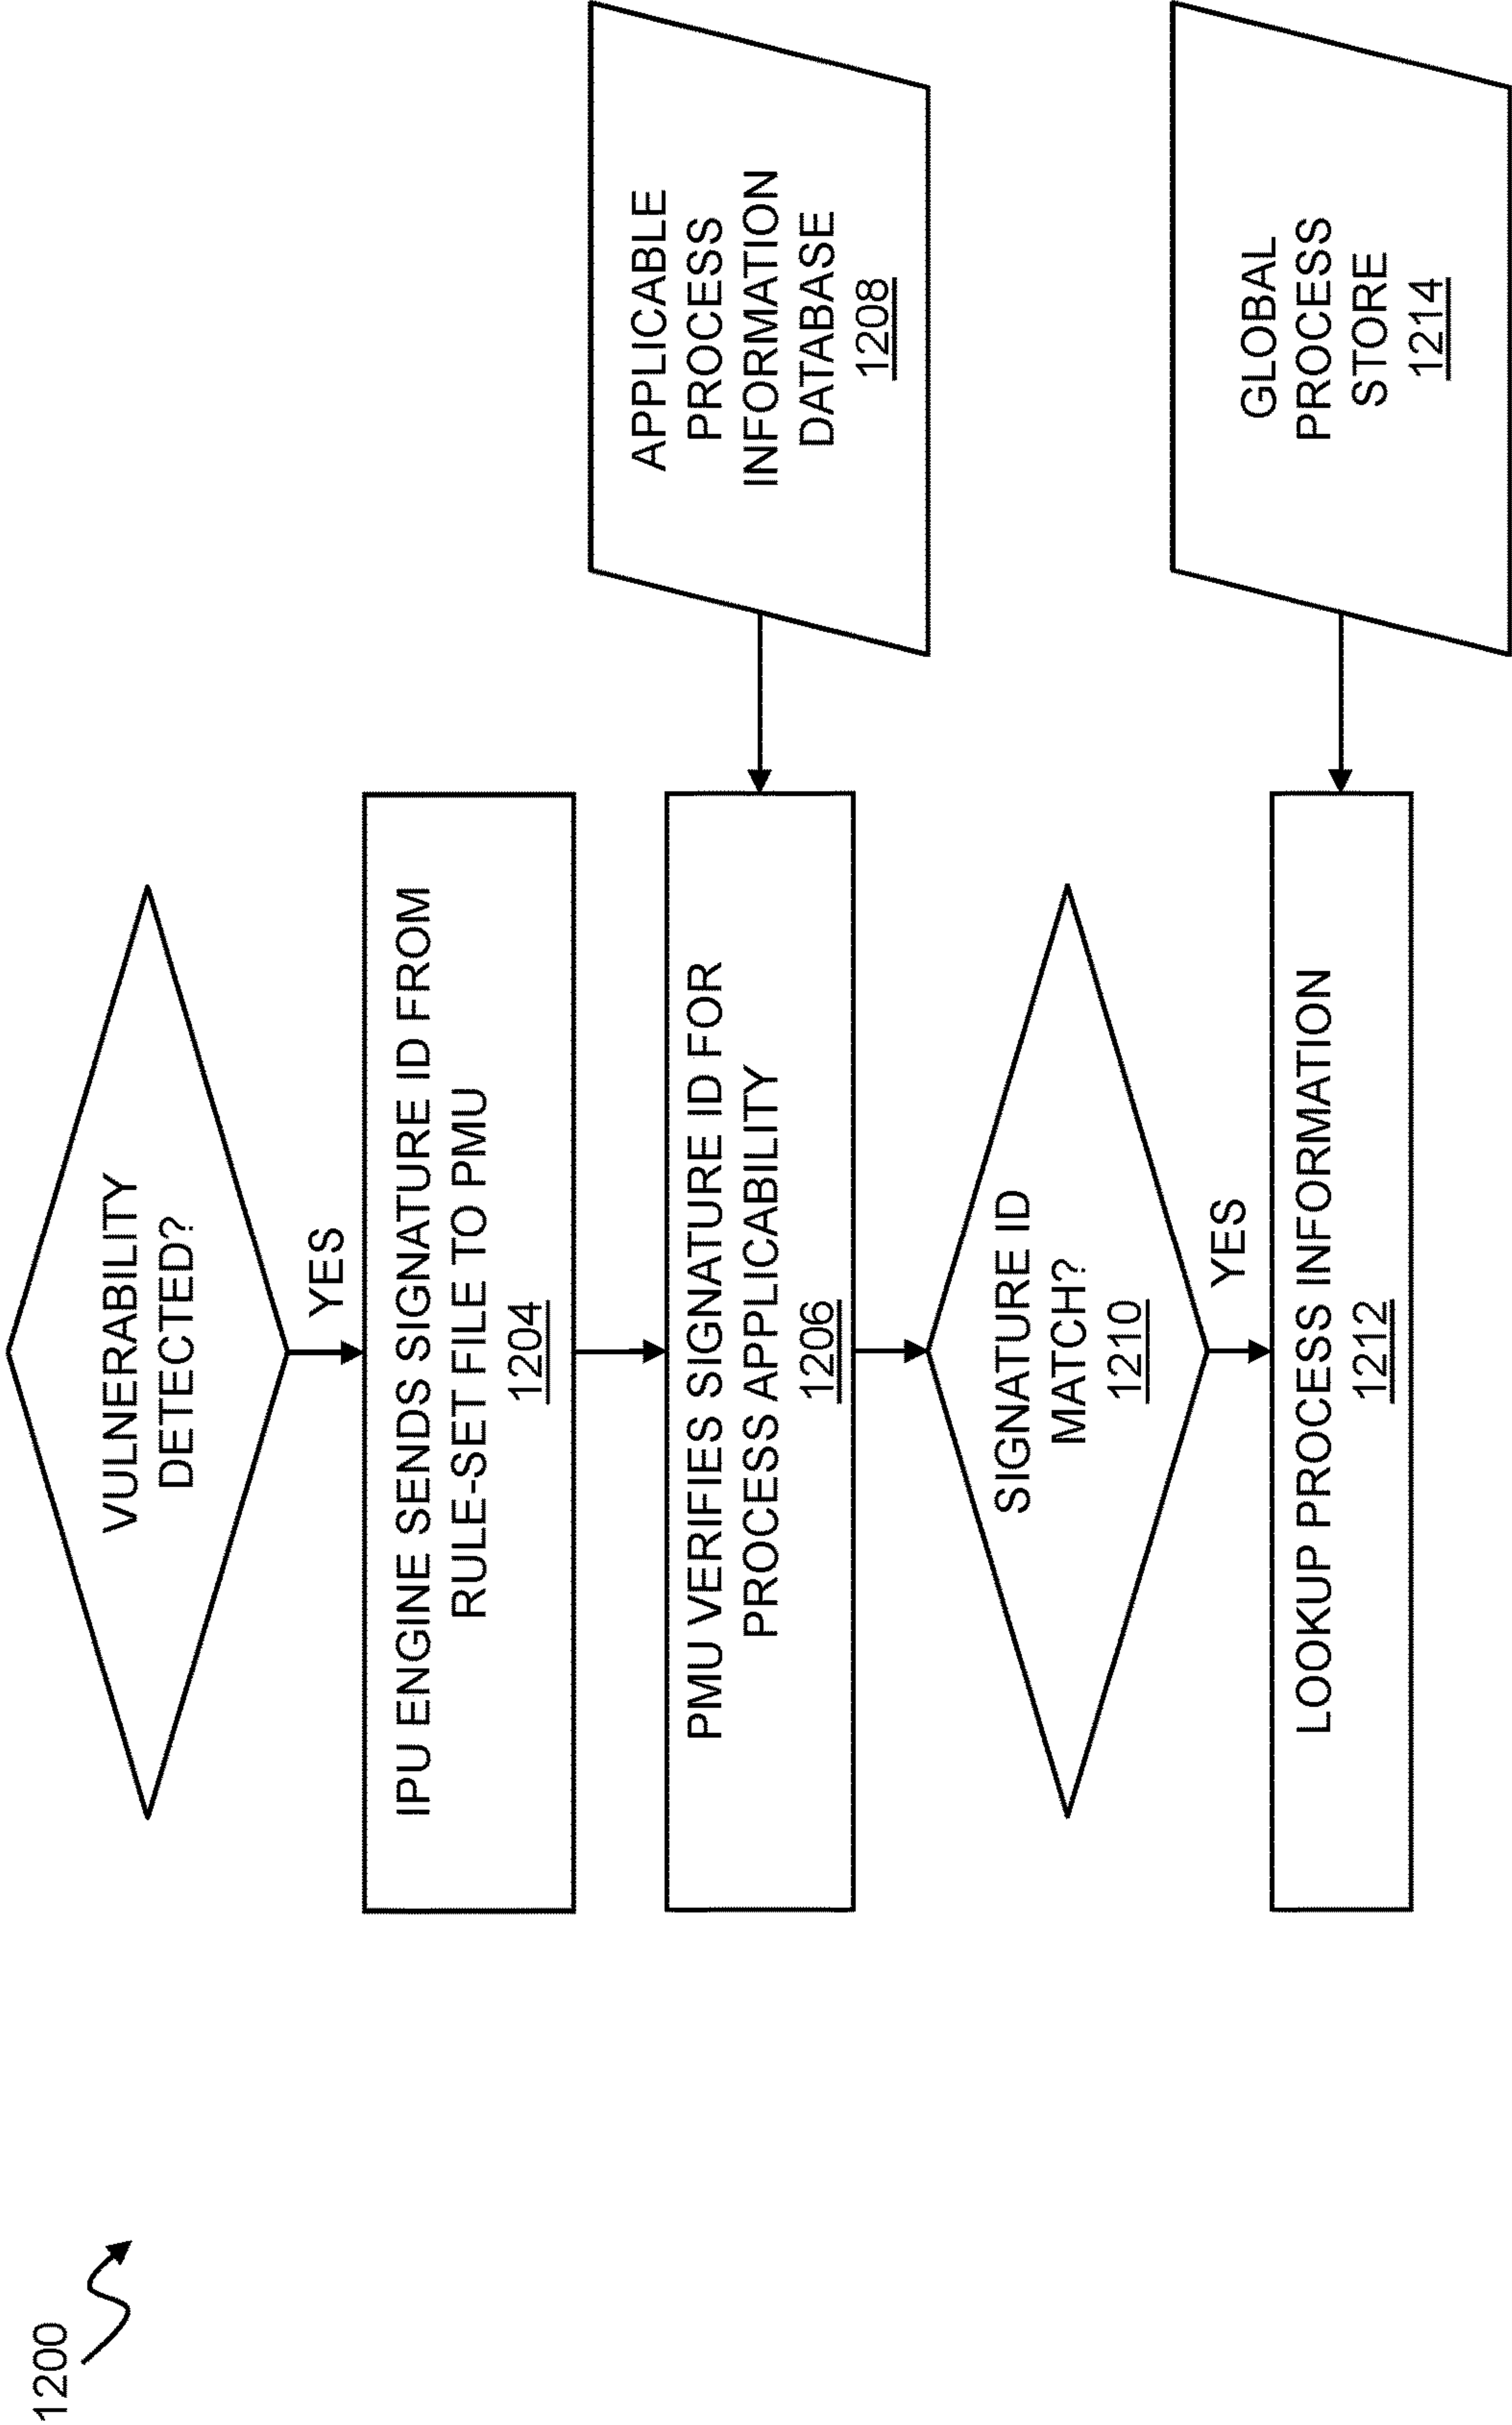 1200
VULNERABILITY
DETECTED?
YES
IPU ENGINE SENDS SIGNATURE ID FROM
RULE-SET FILE TO PMU
1204
PMU VERIFIES SIGNATURE ID FOR
PROCESS APPLICABILITY
1206
APPLICABLE
PROCESS
INFORMATION
DATABASE
1208
SIGNATURE ID
MATCH?
1210
YES
LOOKUP PROCESS INFORMATION
1212
GLOBAL
PROCESS
STORE
1214